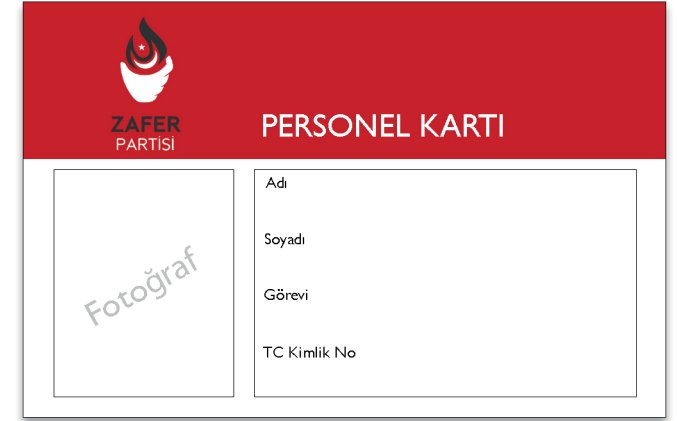 ZAFER
PARTİSİ
PERSONEL KARTI
Fotoğraf
Adı
Soyadı
Görevi
TC Kimlik No